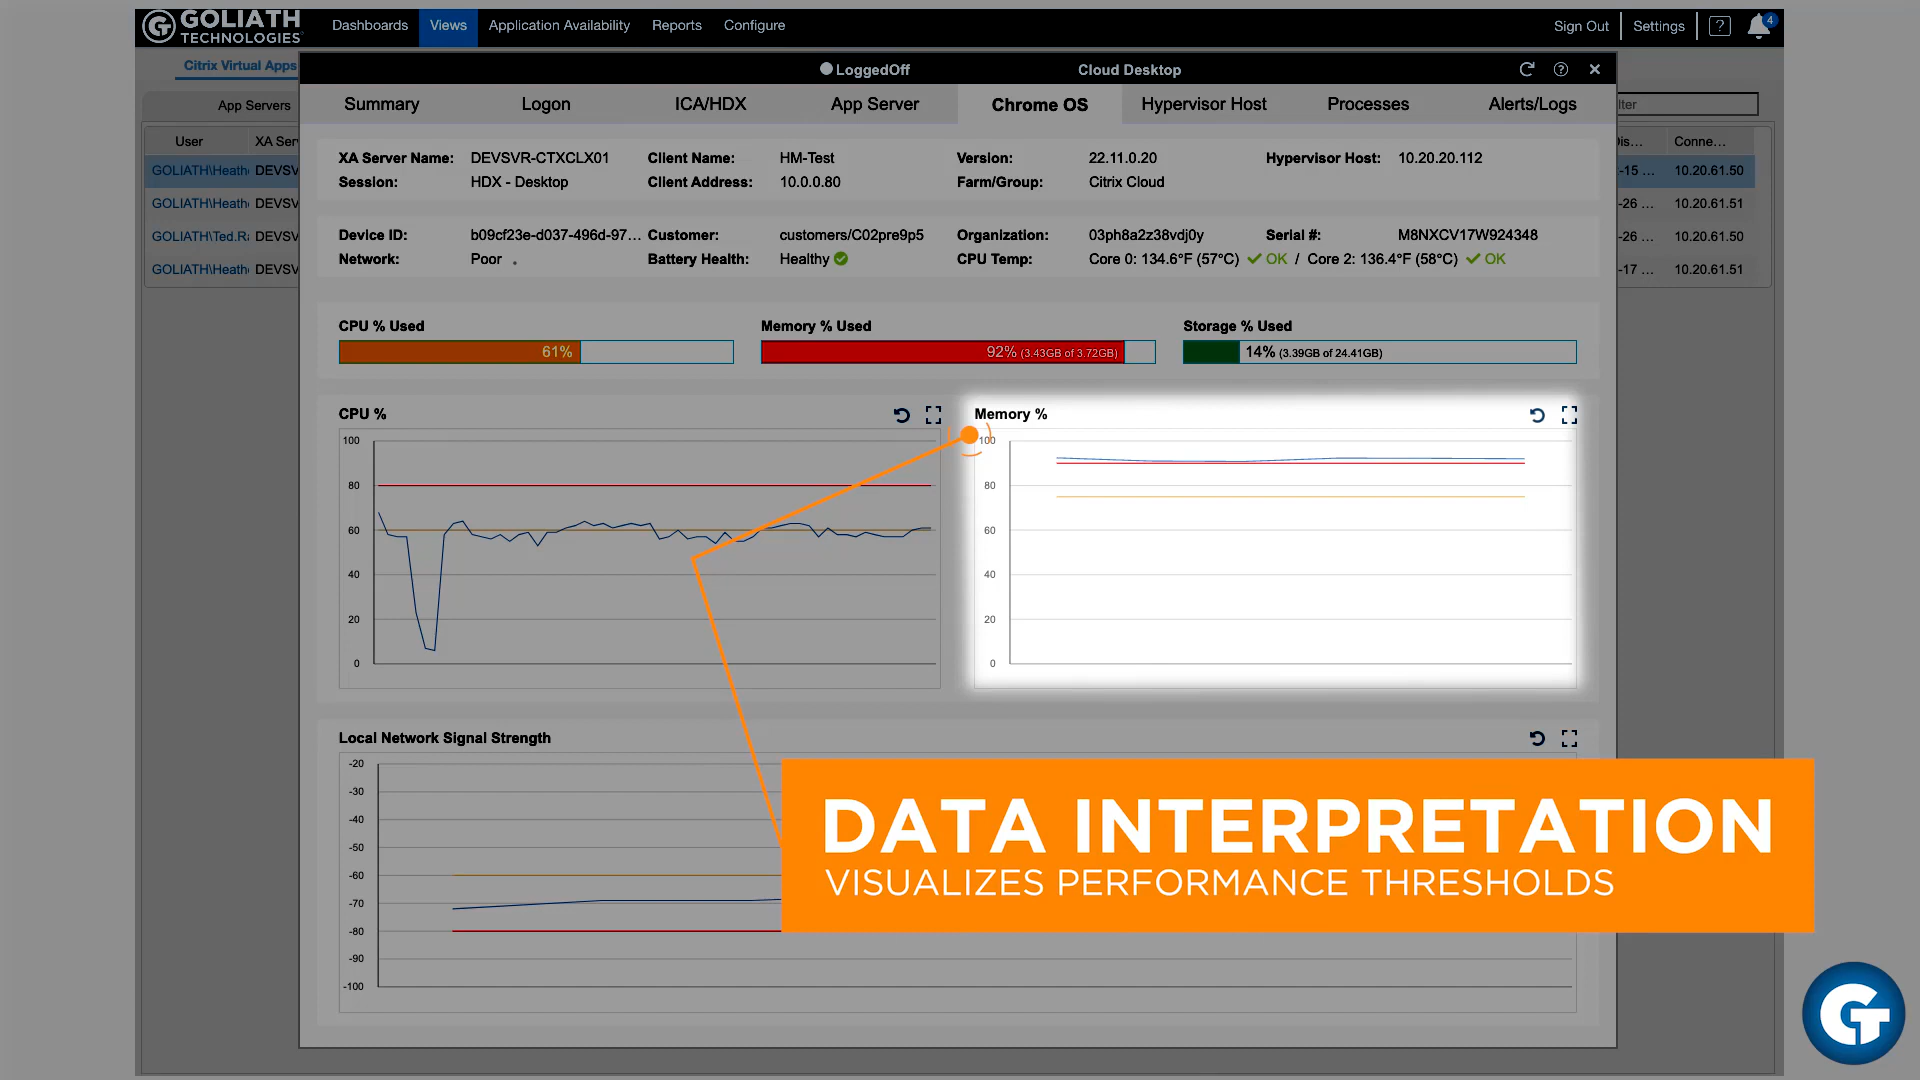 GOLIATH TECHNOLOGIES
Dashboards Views Application Availability Reports Configure
Sign Out Settings ? 4
Citrix Virtual Apps
LoggedOff Cloud Desktop
App Servers
Summary Logon ICA/HDX App Server Chrome OS Hypervisor Host Processes Alerts/Logs
User XA Ser
Conne...
GOLIATH\Heath DEVSV
-15 ... 10.20.61.50
GOLIATH\Heath DEVSV
-26 ... 10.20.61.51
GOLIATH\Ted.Ra DEVSV
-26 ... 10.20.61.50
GOLIATH\Heath DEVSV
-17 ... 10.20.61.51
XA Server Name: DEVSVR-CTXCLX01 Client Name: HM-Test Version: 22.11.0.20 Hypervisor Host: 10.20.20.112
Session: HDX - Desktop Client Address: 10.0.0.80 Farm/Group: Citrix Cloud
Device ID: b09cf23e-d037-496d-97... Customer: customers/C02pre9p5 Organization: 03ph8a2z38vdj0y Serial #: M8NXCV17W924348
Network: Poor Battery Health: Healthy CPU Temp: Core 0: 134.6°F (57°C) OK / Core 2: 136.4°F (58°C) OK
CPU % Used Memory % Used Storage % Used
61% 92% (3.43GB of 3.72GB) 14% (3.39GB of 24.41GB)
CPU %
100
80
60
40
20
0
Memory %
100
80
60
40
20
0
Local Network Signal Strength
-20
-30
-40
-50
-60
-70
-80
-90
-100
DATA INTERPRETATION
VISUALIZES PERFORMANCE THRESHOLDS